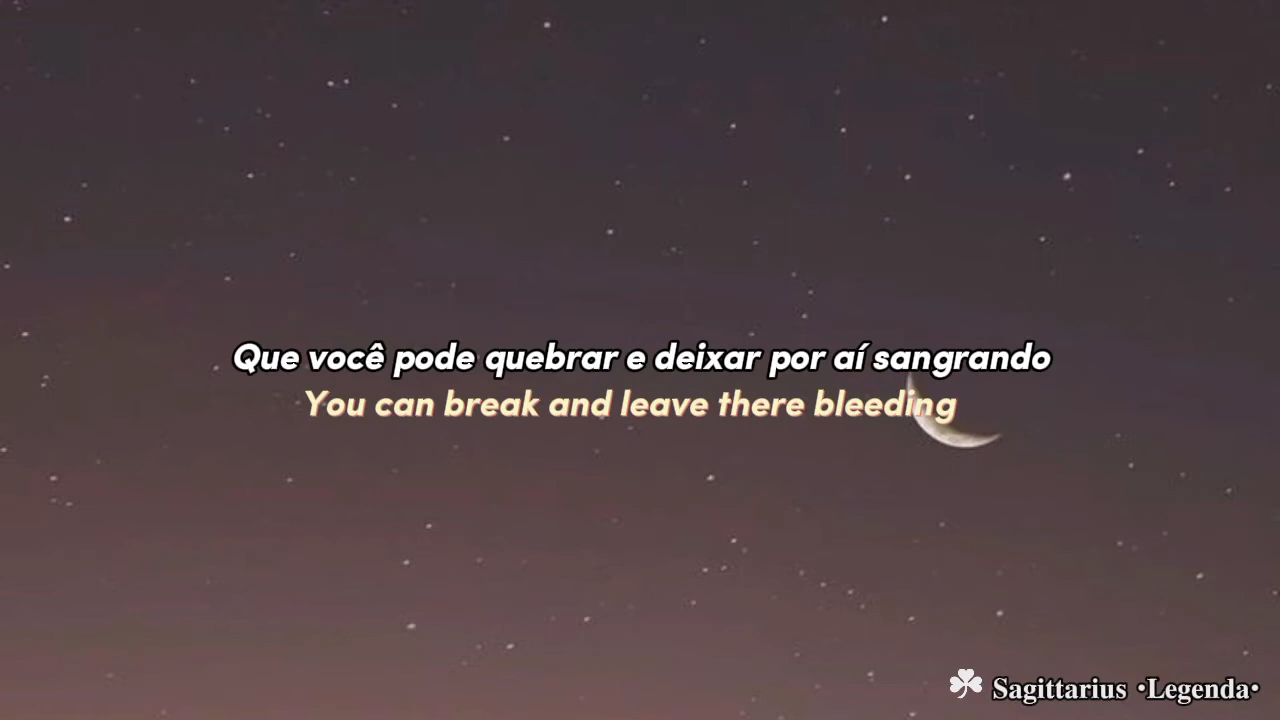 Que você pode quebrar e deixar por aí sangrando
You can break and leave there bleeding
☘ Sagittarius •Legenda•